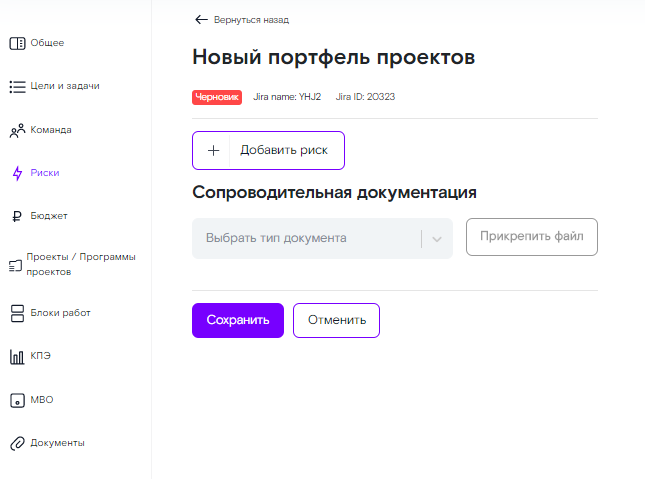 Вернуться назад
Новый портфель проектов
Черновик Jira name: YHJ2 Jira ID: 20323
Общее
Цели и задачи
Команда
Риски
Бюджет
Проекты / Программы
проектов
Блоки работ
КПЭ
МВО
Документы
Добавить риск
Сопроводительная документация
Выбрать тип документа
Прикрепить файл
Сохранить
Отменить